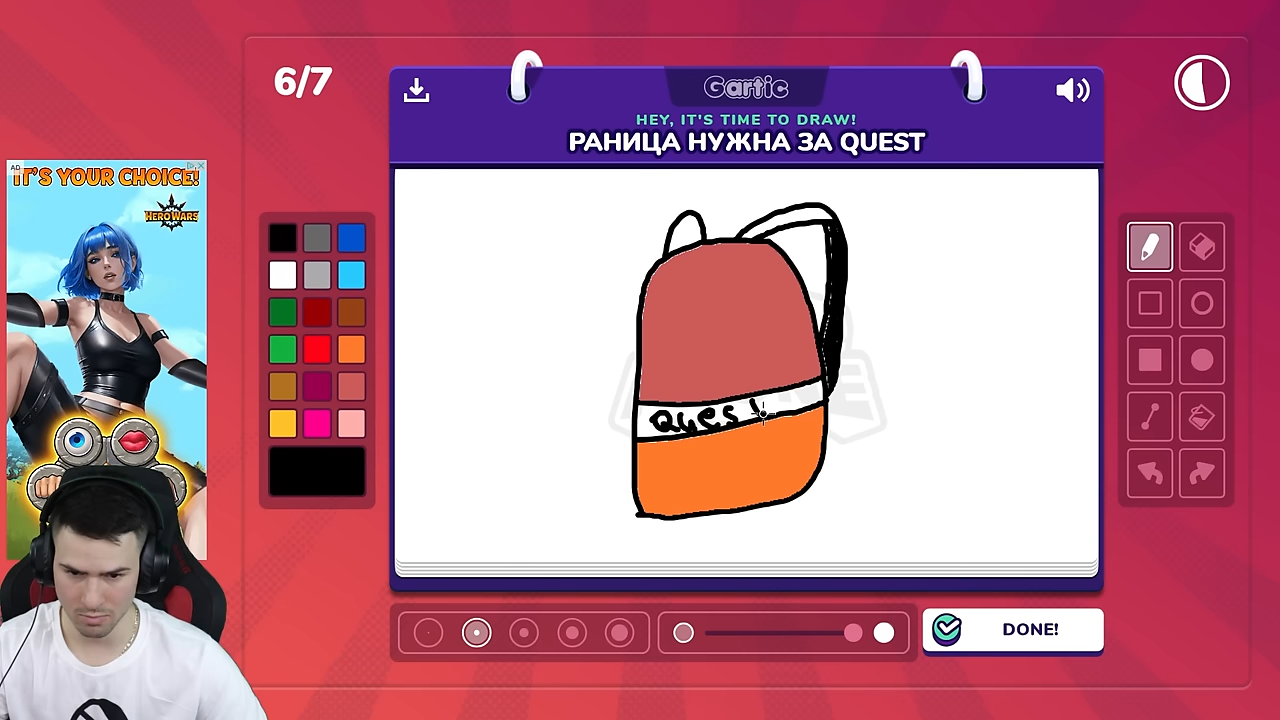 6/7
Gartic
HEY, IT'S TIME TO DRAW!
РАНИЦА НУЖНА ЗА QUEST
AD
IT'S YOUR CHOICE!
HERO WARS
Ques
DONE!